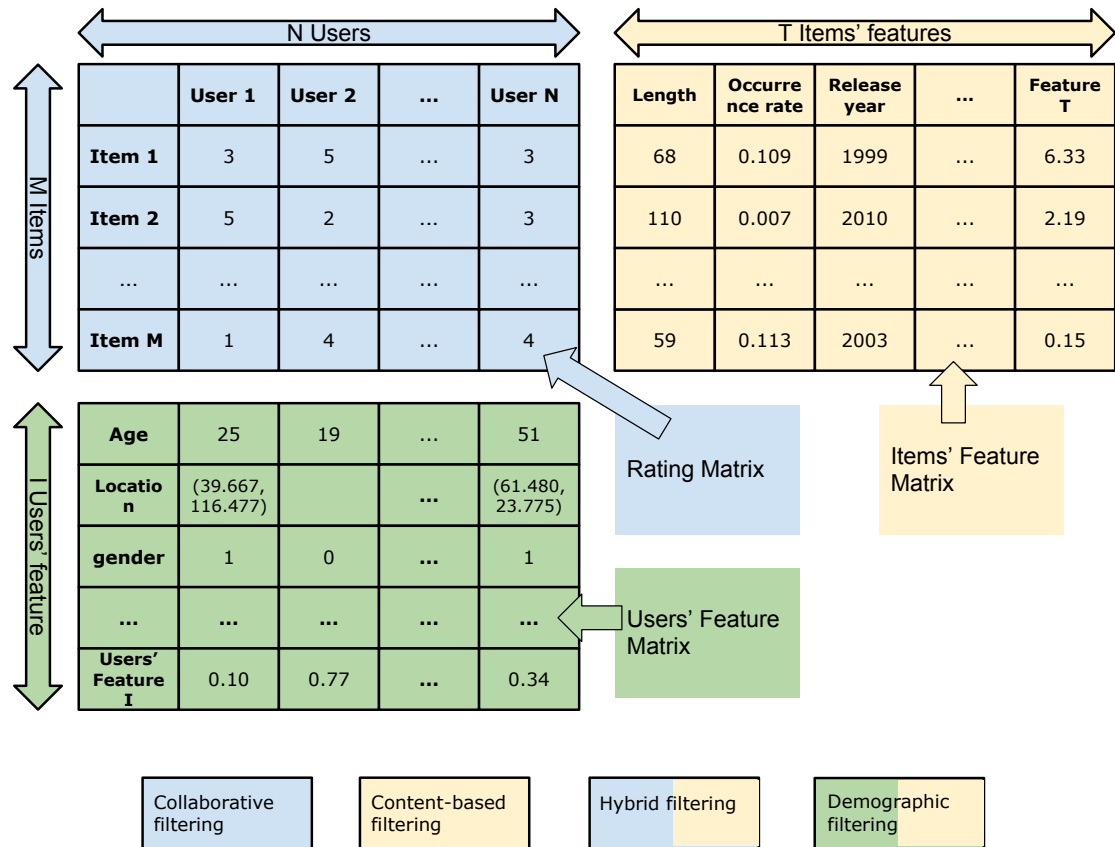 N Users
T Items' features
M Items
User 1 User 2 ... User N
Item 1 3 5 ... 3
Item 2 5 2 ... 3
... ... ... ... ...
Item M 1 4 ... 4
Length Occurre Release ... Feature
nce rate year T
68 0.109 1999 ... 6.33
110 0.007 2010 ... 2.19
... ... ... ... ...
59 0.113 2003 ... 0.15
I Users' feature
Age 25 19 ... 51
Locatio (39.667, ... (61.480,
n 116.477) 23.775)
gender 1 0 ... 1
... ... ... ... ...
Users'
Feature 0.10 0.77 ... 0.34
I
Rating Matrix
Items' Feature
Matrix
Users' Feature
Matrix
Collaborative
filtering
Content-based
filtering
Hybrid filtering
Demographic
filtering